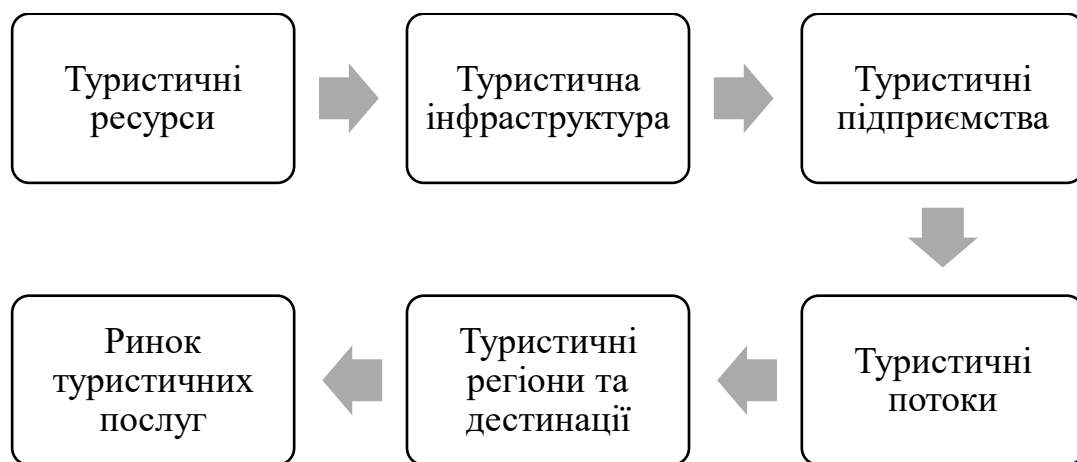 Туристичні
ресурси
Туристична
інфраструктура
Туристичні
підприємства
Туристичні
потоки
Туристичні
регіони та
дестинації
Ринок
туристичних
послуг